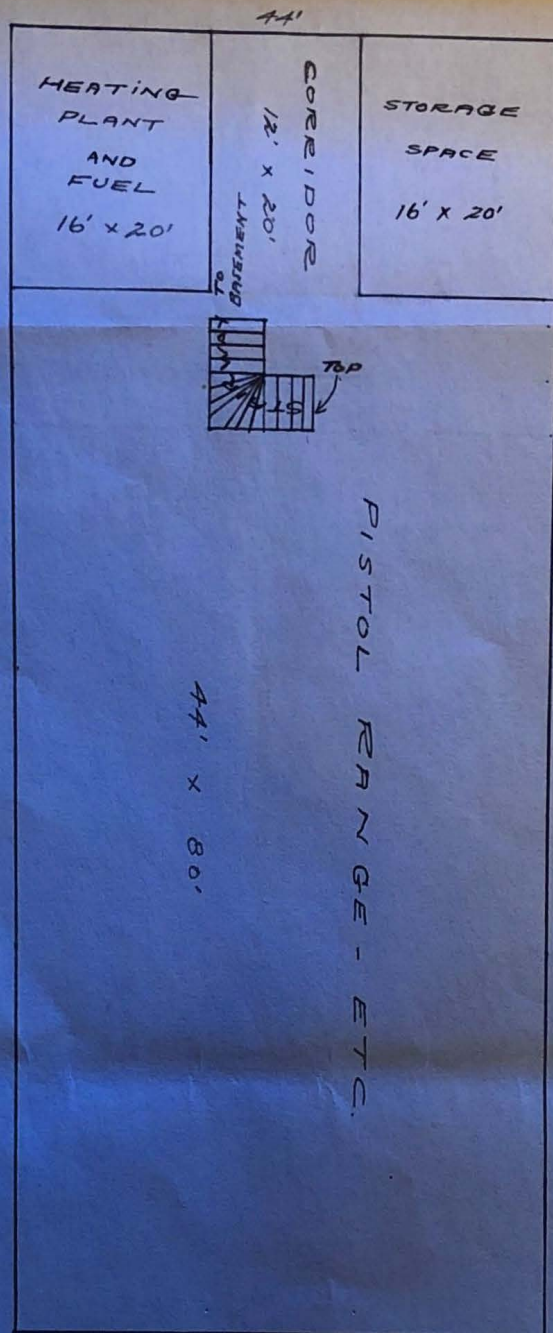 44'
HEATING
PLANT
AND
FUEL
16' x 20'
CORRIDOR
12' x 20'
STORAGE
SPACE
16' x 20'
TO
BASEMENT
STAIRWAY
TOP
PISTOL RANGE - ETC.
44' x 80'